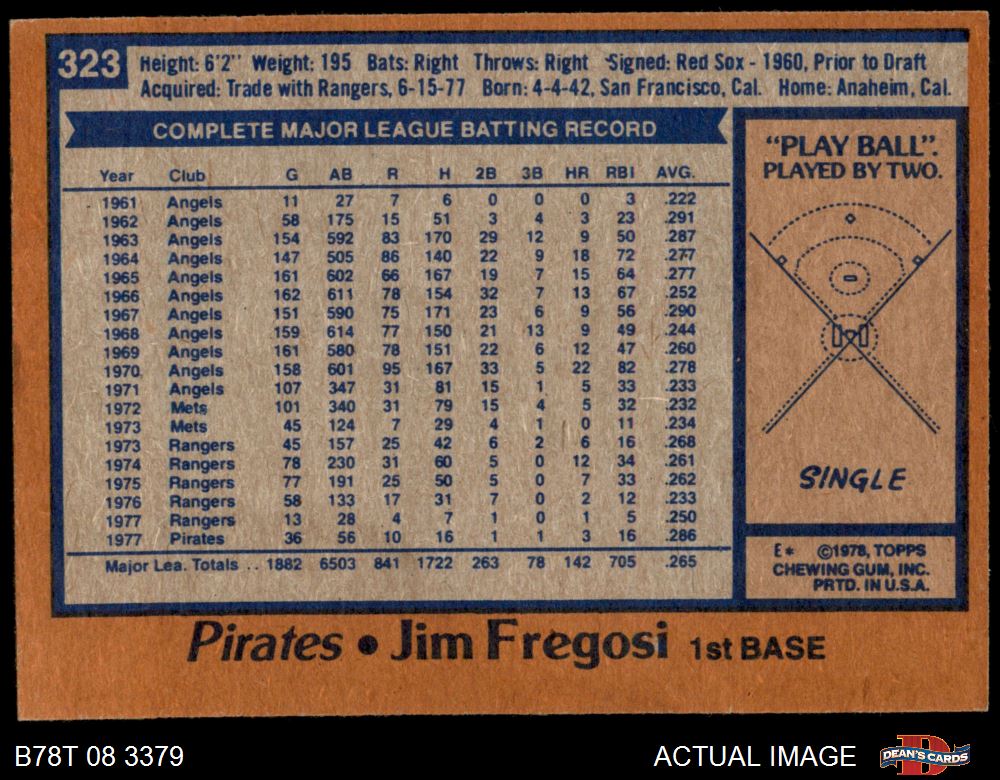 323 Height: 6'2" Weight: 195 Bats: Right Throws: Right Signed: Red Sox - 1960, Prior to Draft
Acquired: Trade with Rangers, 6-15-77 Born: 4-4-42, San Francisco, Cal. Home: Anaheim, Cal.
COMPLETE MAJOR LEAGUE BATTING RECORD
Year Club G AB R H 2B 3B HR RBI AVG.
1961 Angels 11 27 7 6 0 0 0 3 .222
1962 Angels 58 175 15 51 3 4 3 23 .291
1963 Angels 154 592 83 170 29 12 9 50 .287
1964 Angels 147 505 86 140 22 9 18 72 .277
1965 Angels 161 602 66 167 19 7 15 64 .277
1966 Angels 162 611 78 154 32 7 13 67 .252
1967 Angels 151 590 75 171 23 6 9 56 .290
1968 Angels 159 614 77 150 21 13 9 49 .244
1969 Angels 161 580 78 151 22 6 12 47 .260
1970 Angels 158 601 95 167 33 5 22 82 .278
1971 Angels 107 347 31 81 15 1 5 33 .233
1972 Mets 101 340 31 79 15 4 5 32 .232
1973 Mets 45 124 7 29 4 1 0 11 .234
1973 Rangers 45 157 25 42 6 2 6 16 .268
1974 Rangers 78 230 31 60 5 0 12 34 .261
1975 Rangers 77 191 25 50 5 0 7 33 .262
1976 Rangers 58 133 17 31 7 0 2 12 .233
1977 Rangers 13 28 4 7 1 0 1 5 .250
1977 Pirates 36 56 10 16 1 1 3 16 .286
Major Lea. Totals .. 1882 6503 841 1722 263 78 142 705 .265
"PLAY BALL".
PLAYED BY TWO.
SINGLE
E* ©1978, TOPPS
CHEWING GUM, INC.
PRTD. IN U.S.A.
Pirates • Jim Fregosi 1st BASE
B78T 08 3379 ACTUAL IMAGE DEAN'S CARDS